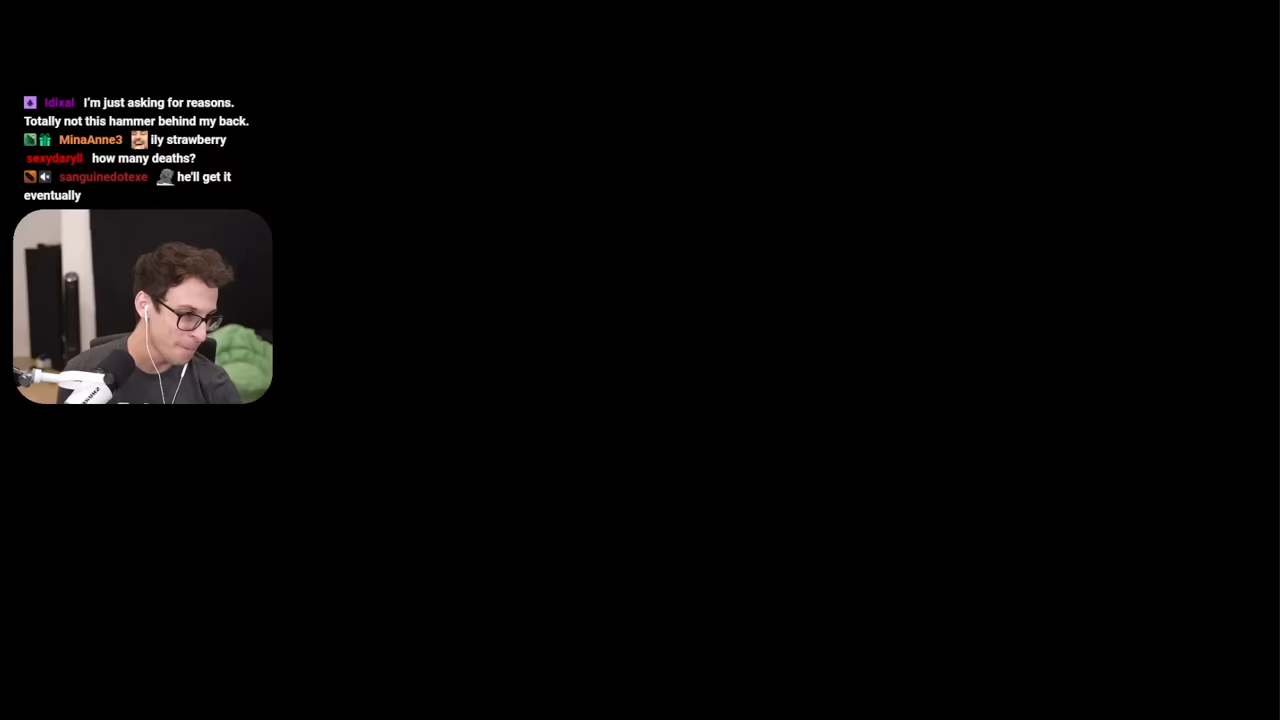 ldixal I'm just asking for reasons.
Totally not this hammer behind my back.
MinaAnne3 ily strawberry
sexydaryll how many deaths?
sanguinedotexe he'll get it
eventually